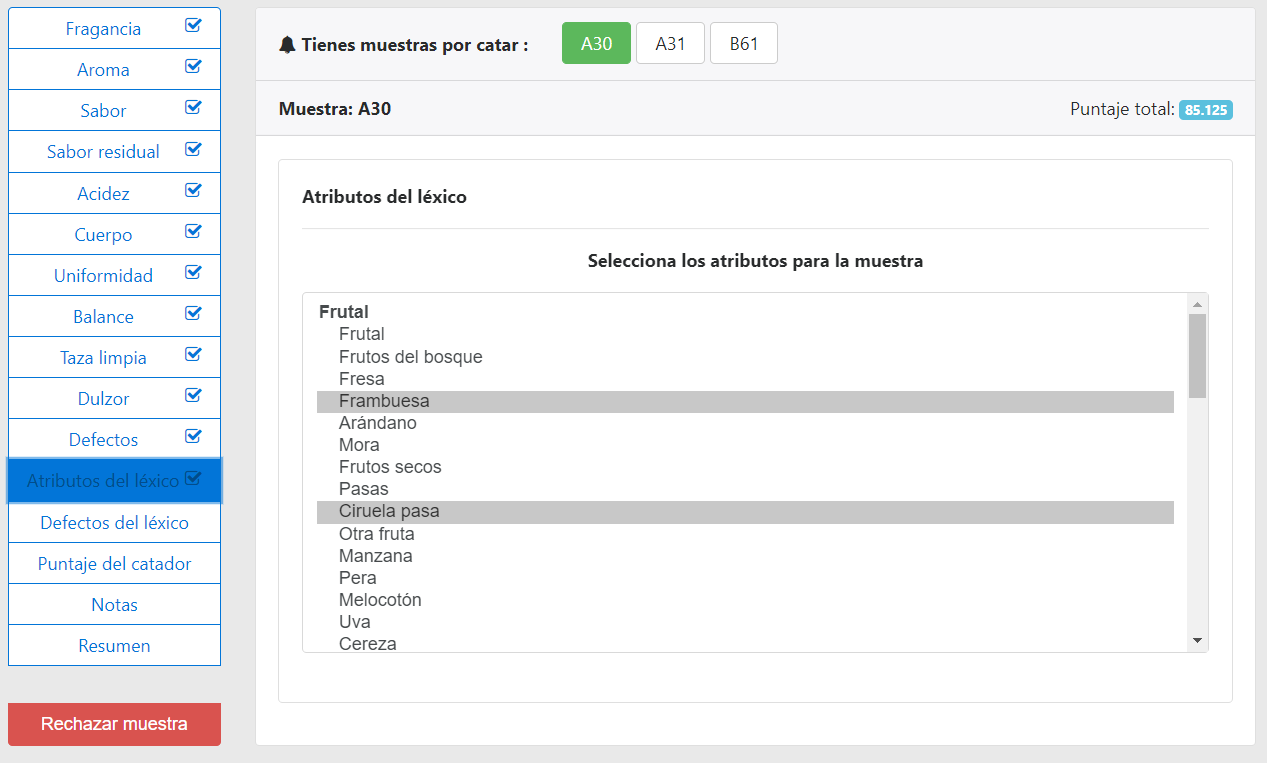 Fragancia
Aroma
Sabor
Sabor residual
Acidez
Cuerpo
Uniformidad
Balance
Taza limpia
Dulzor
Defectos
Atributos del léxico
Defectos del léxico
Puntaje del catador
Notas
Resumen
Rechazar muestra
Tienes muestras por catar :
A30
A31
B61
Muestra: A30
Puntaje total: 85.125
Atributos del léxico
Selecciona los atributos para la muestra
Frutal
Frutal
Frutos del bosque
Fresa
Frambuesa
Arándano
Mora
Frutos secos
Pasas
Ciruela pasa
Otra fruta
Manzana
Pera
Melocotón
Uva
Cereza